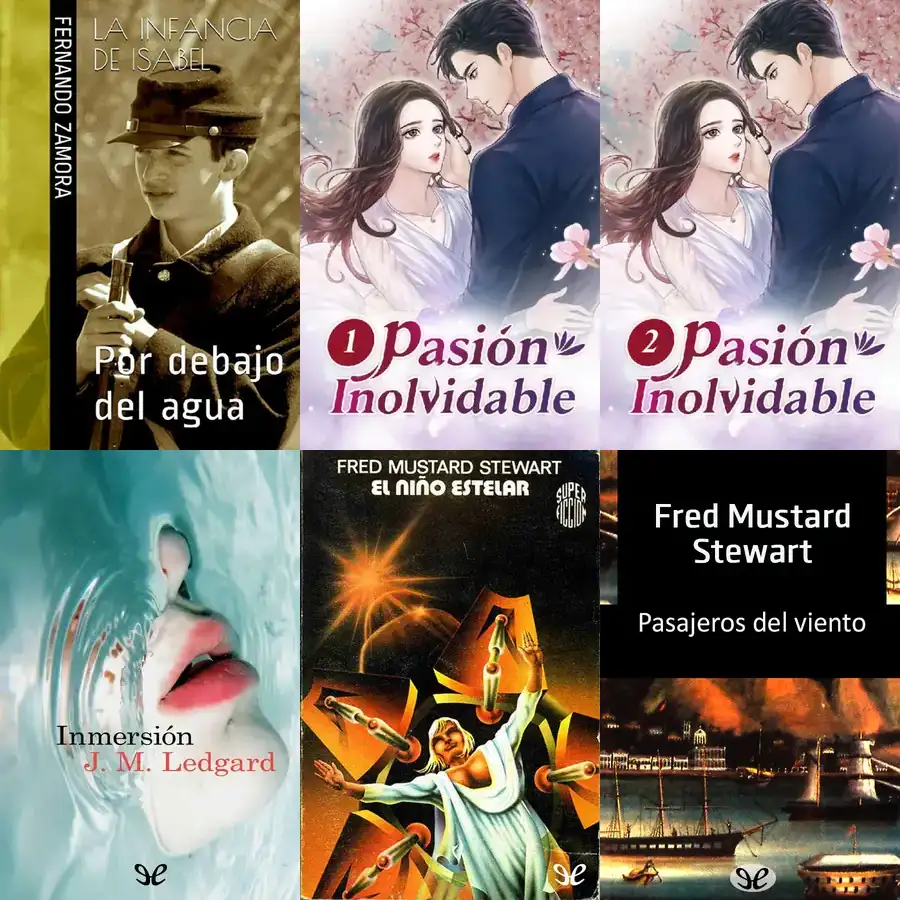 FERNANDO ZAMORA
LA INFANCIA
DE ISABEL
Por debajo
del agua
1 Pasión
Inolvidable
2 Pasión
Inolvidable
Inmersión
J. M. Ledgard
FRED MUSTARD STEWART
EL NIÑO ESTELAR
SUPER
FICCION
Fred Mustard
Stewart
Pasajeros del viento